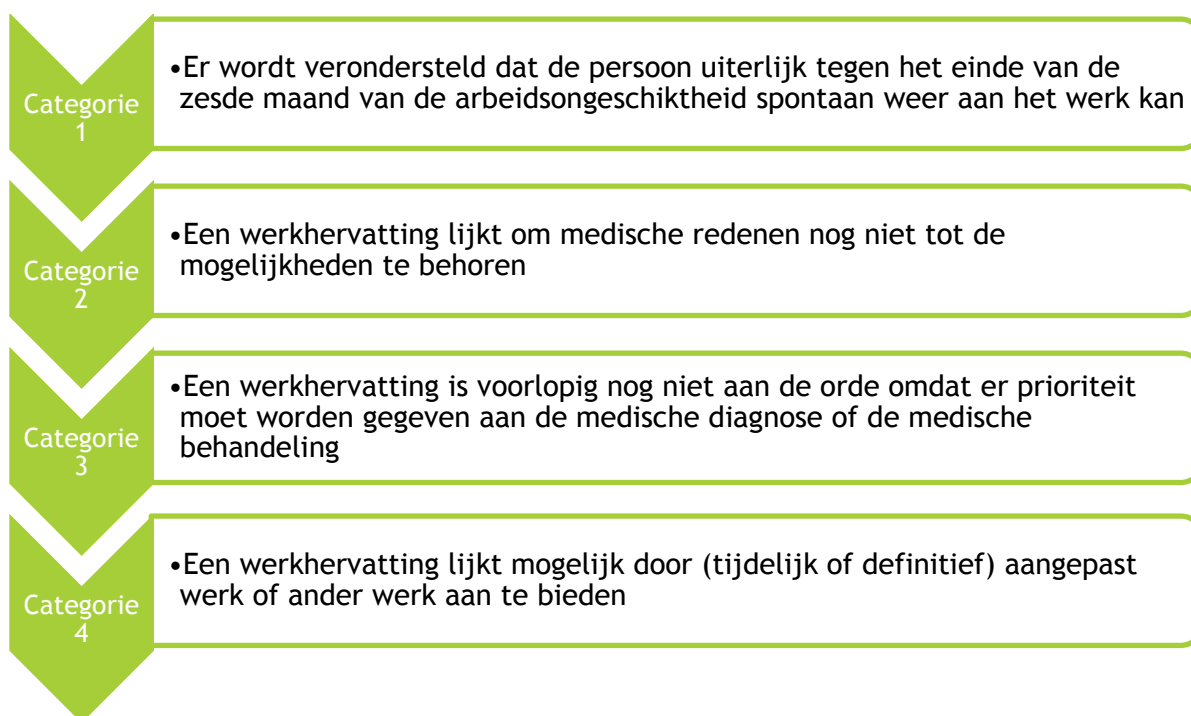 Categorie
1
•Er wordt verondersteld dat de persoon uiterlijk tegen het einde van de
zesde maand van de arbeidsongeschiktheid spontaan weer aan het werk kan
Categorie
2
•Een werkhervatting lijkt om medische redenen nog niet tot de
mogelijkheden te behoren
Categorie
3
•Een werkhervatting is voorlopig nog niet aan de orde omdat er prioriteit
moet worden gegeven aan de medische diagnose of de medische
behandeling
Categorie
4
•Een werkhervatting lijkt mogelijk door (tijdelijk of definitief) aangepast
werk of ander werk aan te bieden